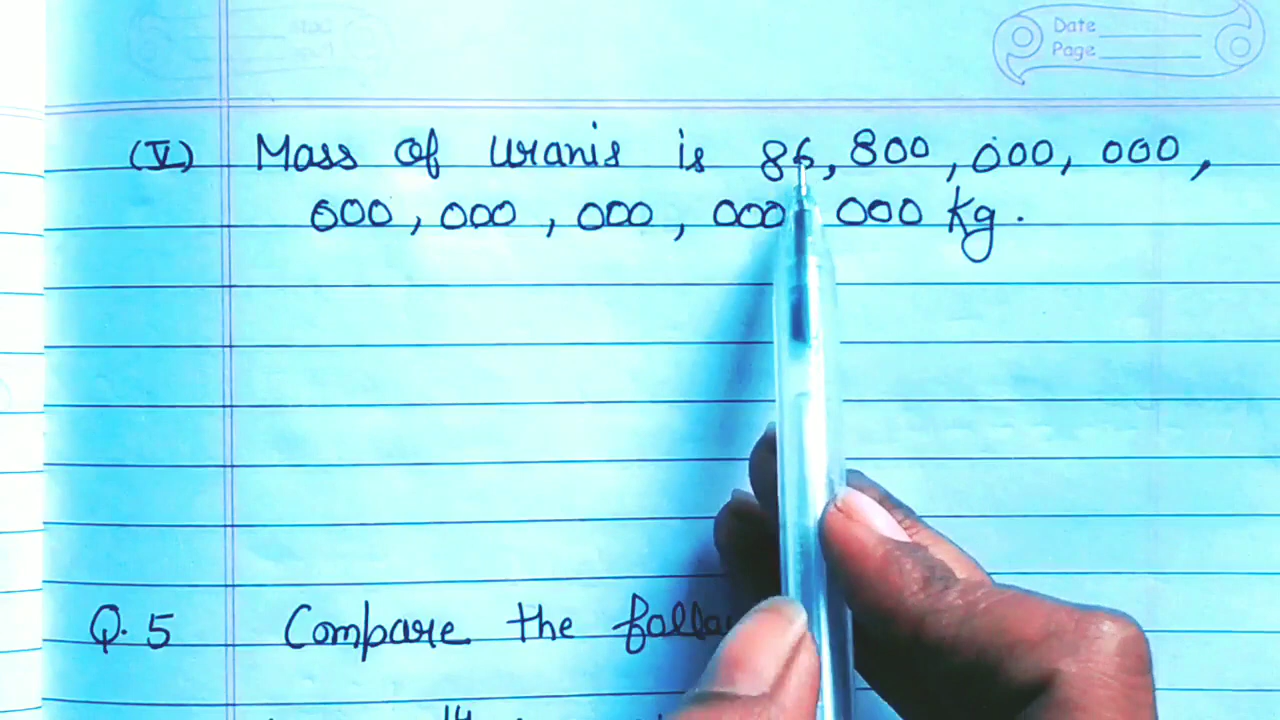 Date
Page
(V) Mass of Uranis is 86,800,000,000,
000,000,000,000,000 kg.
Q.5 Compare the
14